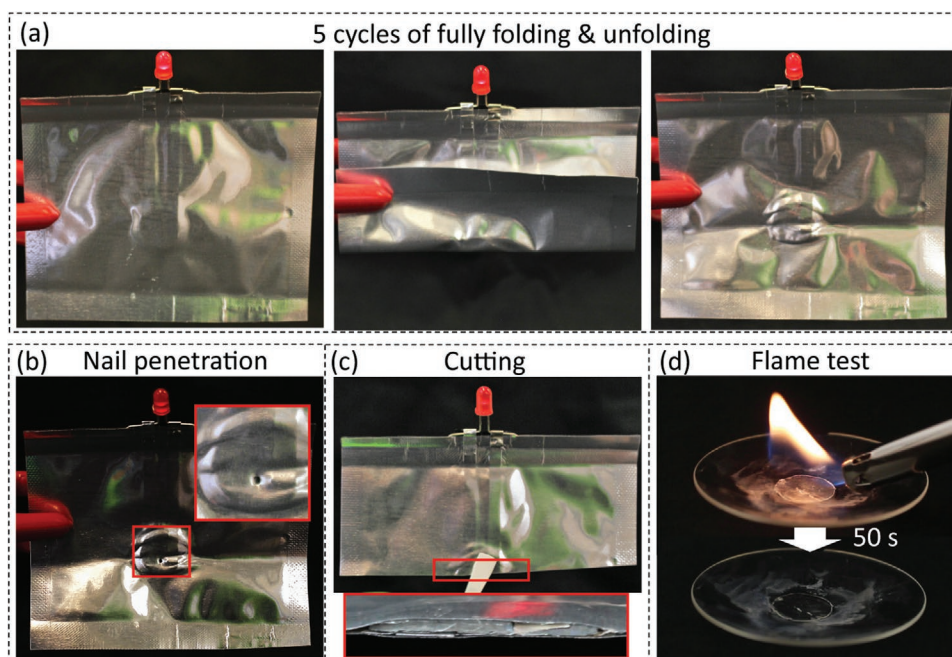 (a) 5 cycles of fully folding & unfolding
(b) Nail penetration
(c) Cutting
(d) Flame test
50 s